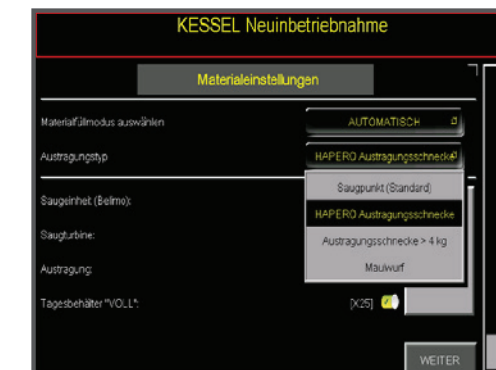 KESSEL Neuinbetriebnahme
Materialeinstellungen
Materialfüllmodus auswählen
AUTOMATISCH
Austragungstyp
HAPERO Austragungsschnecke
Saugpunkt (Standard)
Saugeinheit (Belimo):
HAPERO Austragungsschnecke
Saugturbine:
Austragungsschnecke > 4 kg
Austragung:
Maulwurf
Tagesbehälter "VOLL":
[X25]
WEITER